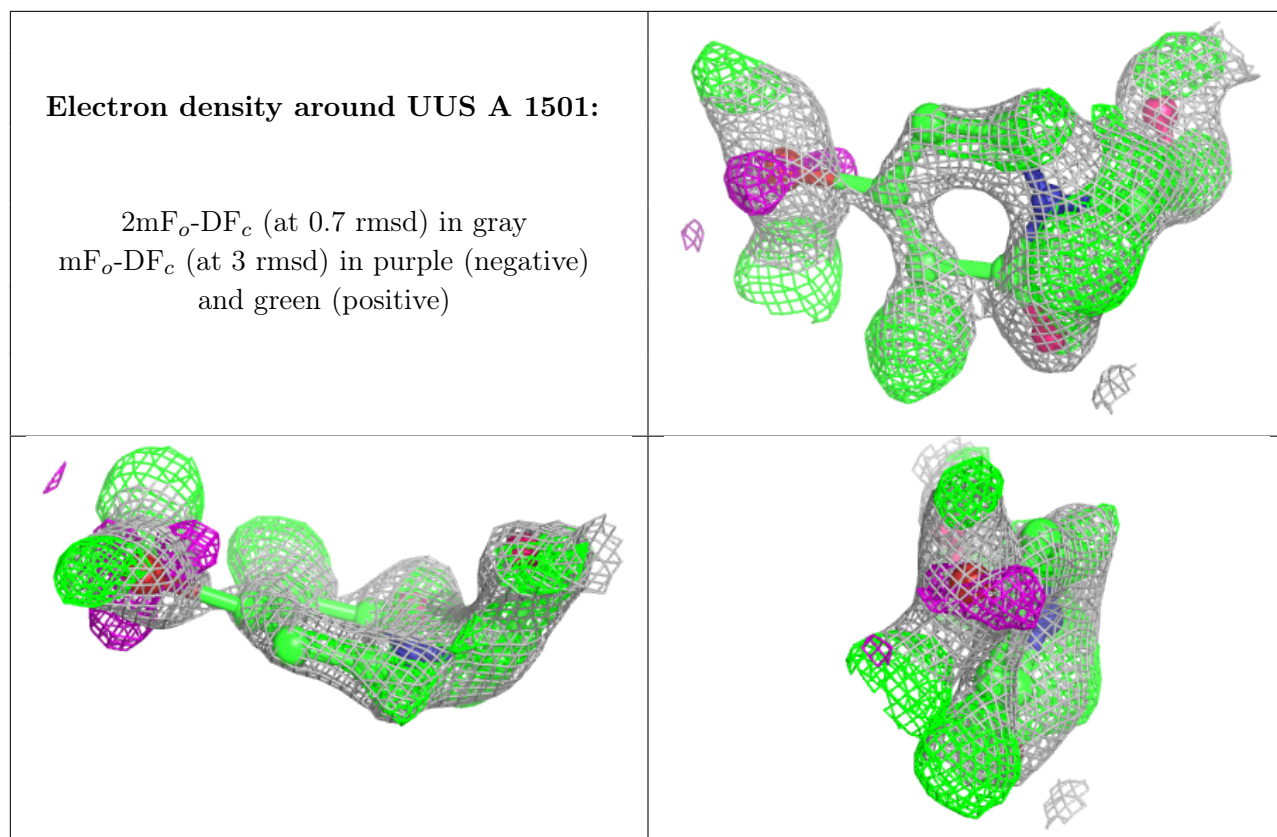 Electron density around UUS A 1501:
2mFo-DFc (at 0.7 rmsd) in gray
mFo-DFc (at 3 rmsd) in purple (negative)
and green (positive)